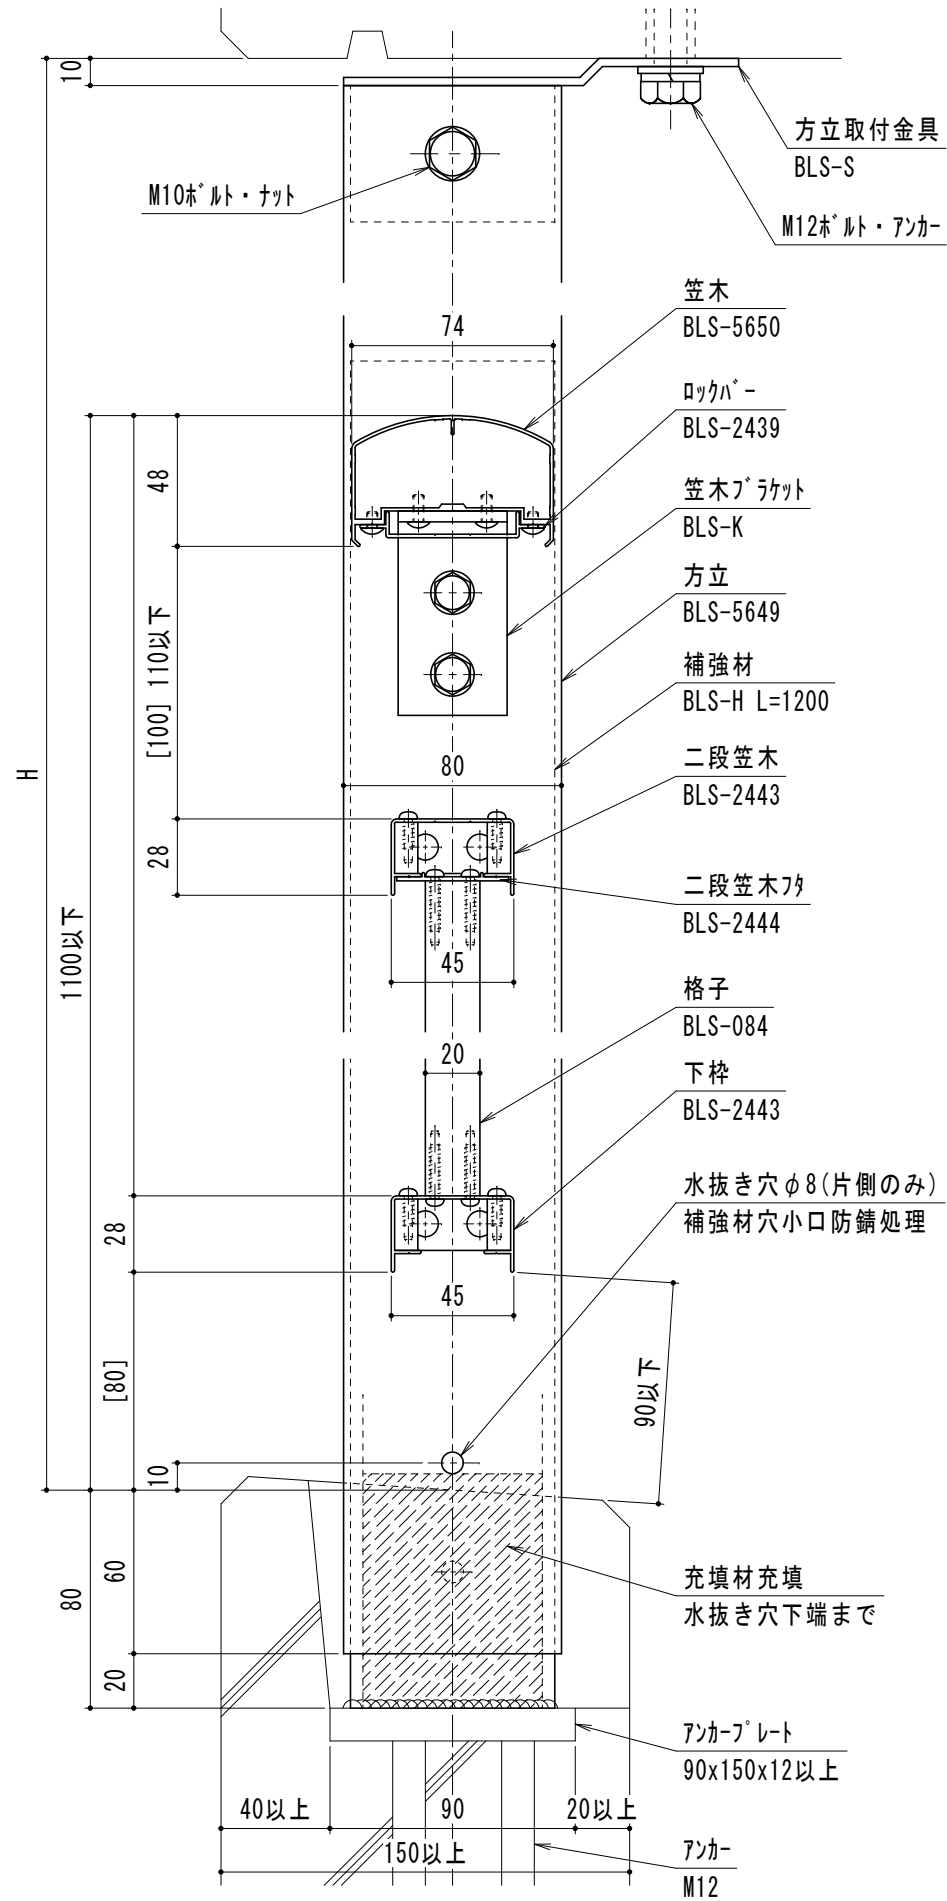 10
方立取付金具
BLS-S
M10ﾎﾞﾙﾄ・ﾅｯﾄ
M12ﾎﾞﾙﾄ・ｱﾝｶｰ
笠木
BLS-5650
74
ﾛｯｸﾊﾞｰ
BLS-2439
48
笠木ﾌﾞﾗｹｯﾄ
BLS-K
方立
BLS-5649
[100] 110以下
補強材
BLS-H L=1200
H
80
二段笠木
BLS-2443
28
二段笠木ﾌﾀ
BLS-2444
1100以下
45
格子
BLS-084
20
下枠
BLS-2443
水抜き穴φ8(片側のみ)
補強材穴小口防錆処理
28
45
[80]
90以下
10
充填材充填
水抜き穴下端まで
60
80
20
ｱﾝｶｰﾌﾟﾚｰﾄ
90x150x12以上
40以上
90
20以上
150以上
ｱﾝｶｰ
M12